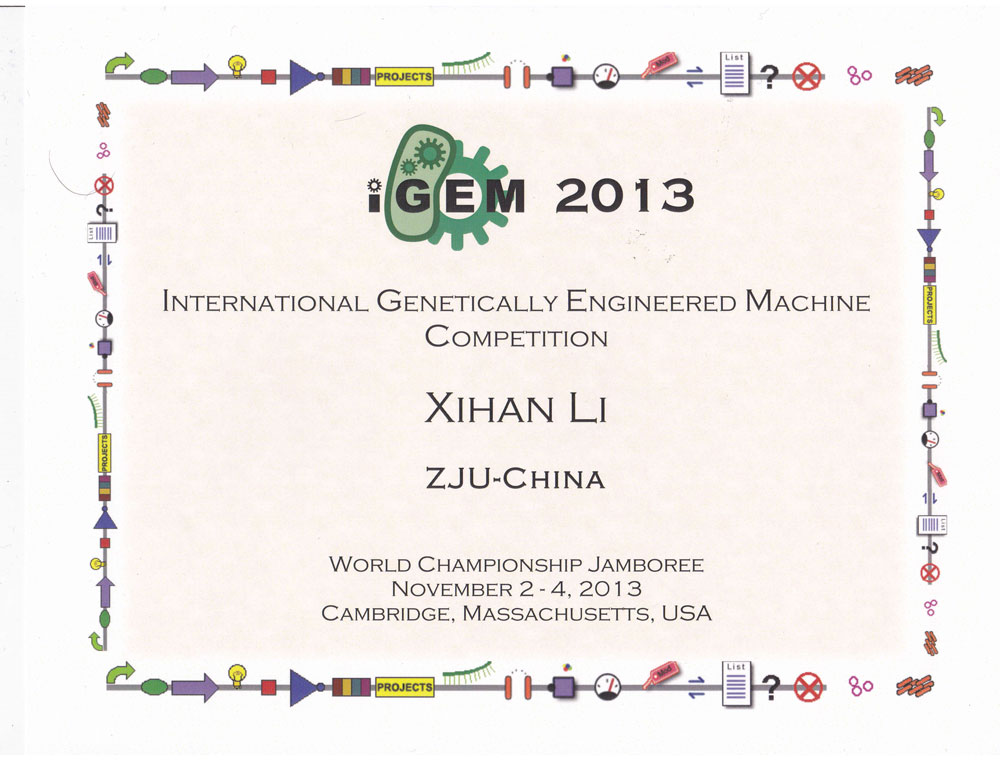 PROJECTS
List
?
iGEM 2013
INTERNATIONAL GENETICALLY ENGINEERED MACHINE
COMPETITION
XIHAN LI
ZJU-CHINA
WORLD CHAMPIONSHIP JAMBOREE
NOVEMBER 2 - 4, 2013
CAMBRIDGE, MASSACHUSETTS, USA
?
List
PROJECTS
PROJECTS
List
?
PROJECTS
List
?